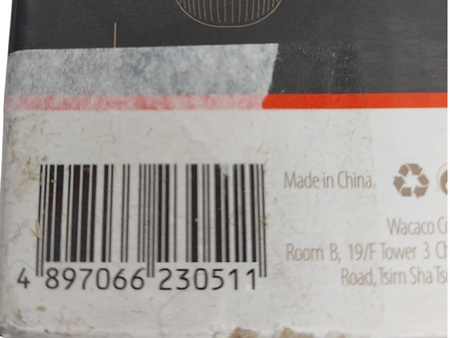 Made in China
Wacaco
Room B, 19/F Tower 3
Road, Tsim Sha
4 897066 230511